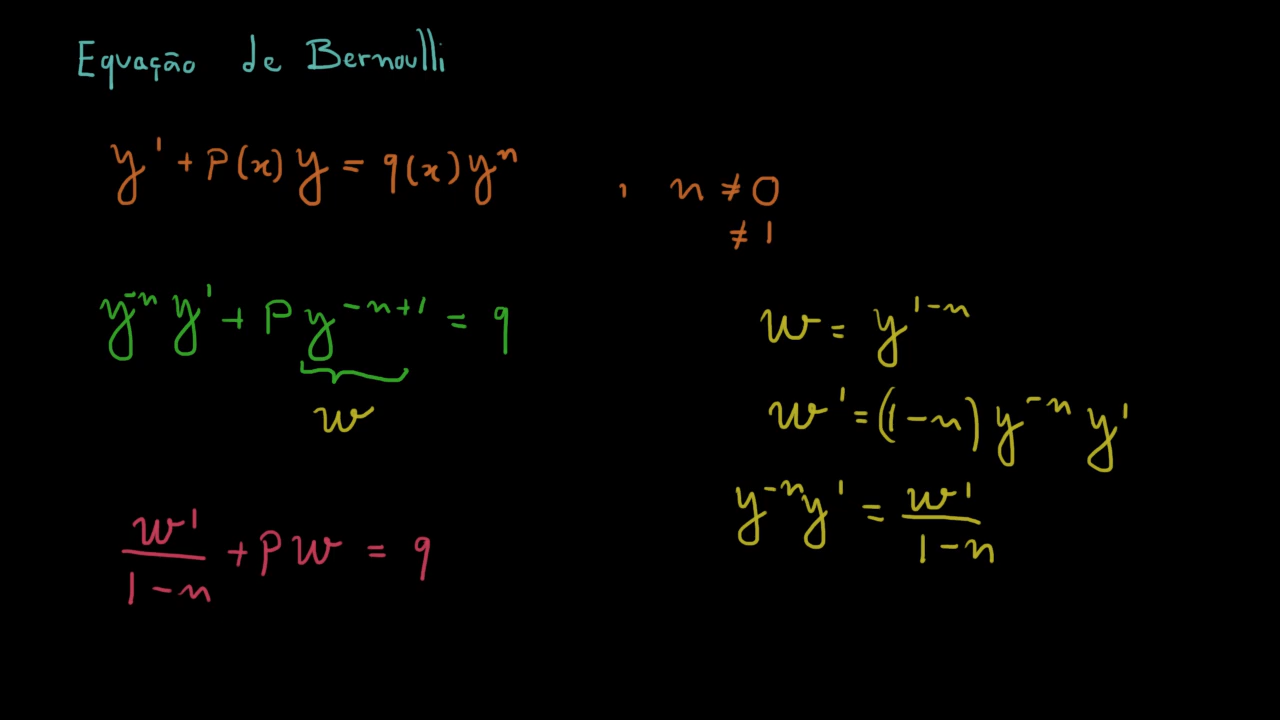 Equação de Bernoulli
y' + P(x) y = q(x) yⁿ , n ≠ 0
≠ 1
y⁻ⁿ y' + P y⁻ⁿ⁺¹ = q
w
w = y¹⁻ⁿ
w' = (1-n) y⁻ⁿ y'
y⁻ⁿ y' = w' / 1-n
w' / 1-n + P w = q